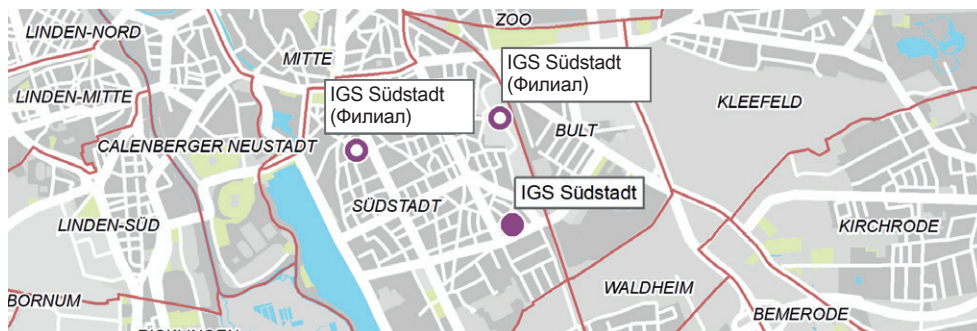 ZOO
LINDEN-NORD
MITTE
IGS Südstadt
(Филиал)
IGS Südstadt
(Филиал)
LINDEN-MITTE
KLEEFELD
BULT
CALENBERGER NEUSTADT
IGS Südstadt
SÜDSTADT
LINDEN-SÜD
KIRCHRODE
WALDHEIM
BORNUM
BEMERODE
RICKLINGEN